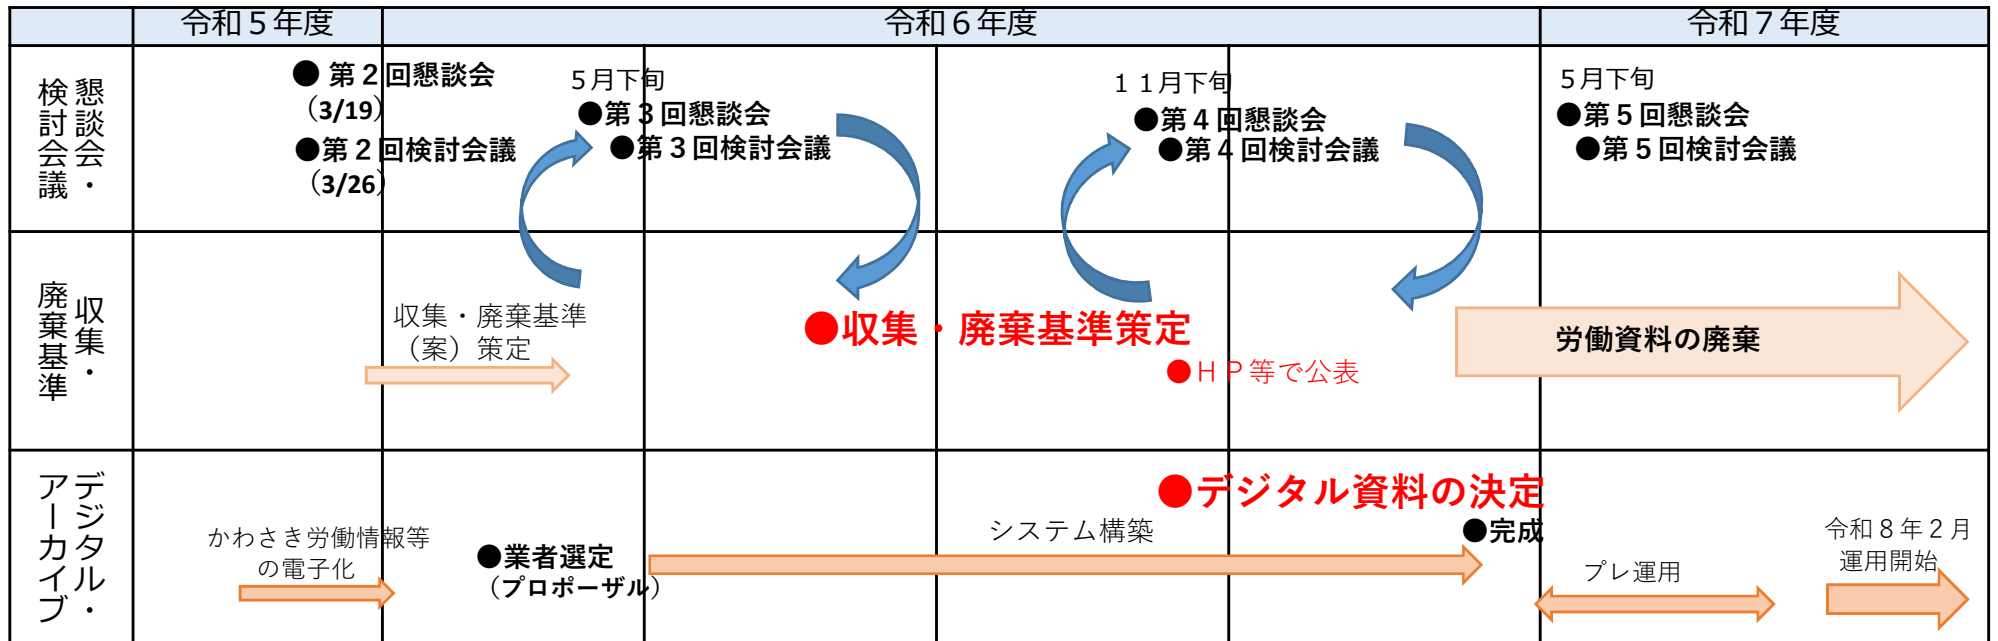 令和５年度
令和６年度
令和７年度
懇談会・
検討会議
● 第２回懇談会
（3/19）
●第２回検討会議
（3/26）
５月下旬
●第３回懇談会
●第３回検討会議
１１月下旬
●第４回懇談会
●第４回検討会議
５月下旬
●第５回懇談会
●第５回検討会議
収集・
廃棄基準
収集・廃棄基準
（案）策定
●収集・廃棄基準策定
●ＨＰ等で公表
労働資料の廃棄
デジタル・
アーカイブ
かわさき労働情報等
の電子化
●業者選定
（プロポーザル）
システム構築
●デジタル資料の決定
●完成
プレ運用
令和８年２月
運用開始